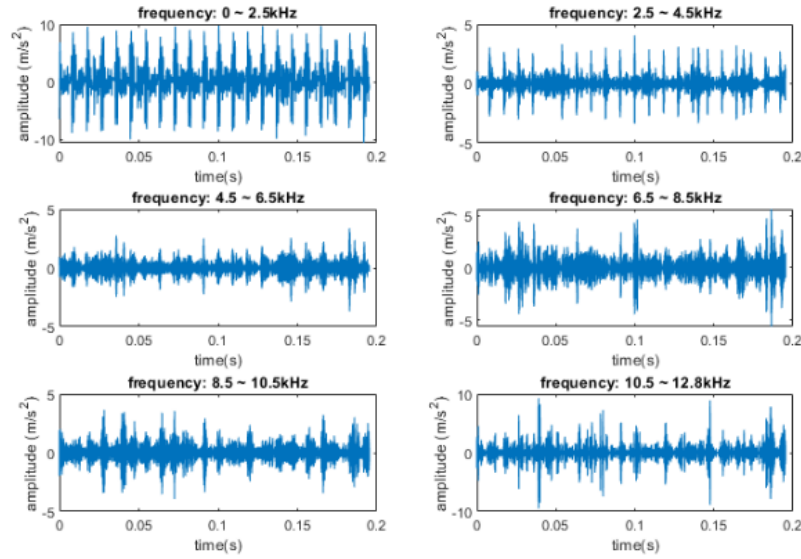 frequency: 0 ~ 2.5kHz
amplitude (m/s²)
10
0
-10
0 0.05 0.1 0.15 0.2
time(s)
frequency: 2.5 ~ 4.5kHz
amplitude (m/s²)
5
0
-5
0 0.05 0.1 0.15 0.2
time(s)
frequency: 4.5 ~ 6.5kHz
amplitude (m/s²)
5
0
-5
0 0.05 0.1 0.15 0.2
time(s)
frequency: 6.5 ~ 8.5kHz
amplitude (m/s²)
5
0
-5
0 0.05 0.1 0.15 0.2
time(s)
frequency: 8.5 ~ 10.5kHz
amplitude (m/s²)
5
0
-5
0 0.05 0.1 0.15 0.2
time(s)
frequency: 10.5 ~ 12.8kHz
amplitude (m/s²)
10
0
-10
0 0.05 0.1 0.15 0.2
time(s)